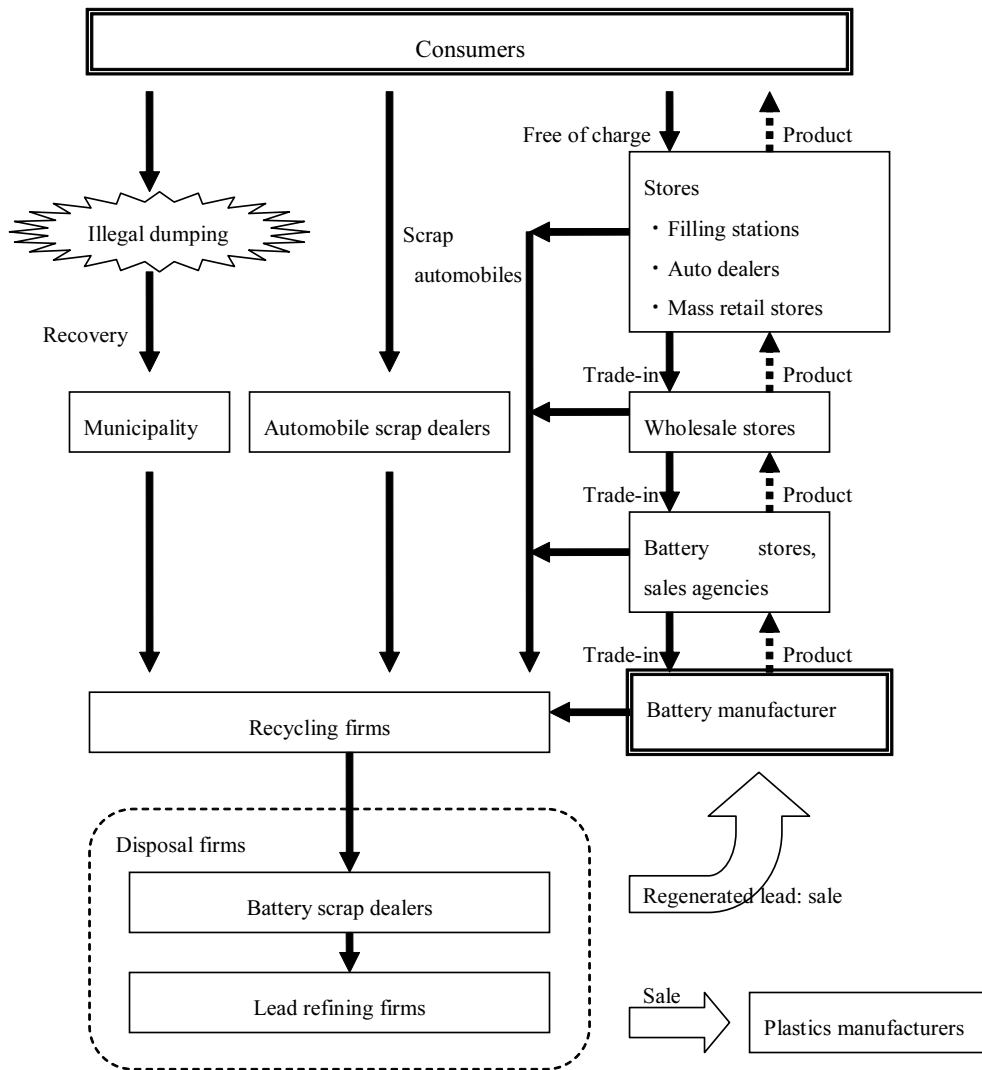 Consumers
Free of charge
Product
Stores
・Filling stations
・Auto dealers
・Mass retail stores
Illegal dumping
Scrap
automobiles
Recovery
Trade-in
Product
Municipality
Automobile scrap dealers
Wholesale stores
Trade-in
Product
Battery stores,
sales agencies
Trade-in
Product
Recycling firms
Battery manufacturer
Disposal firms
Battery scrap dealers
Regenerated lead: sale
Lead refining firms
Sale
Plastics manufacturers